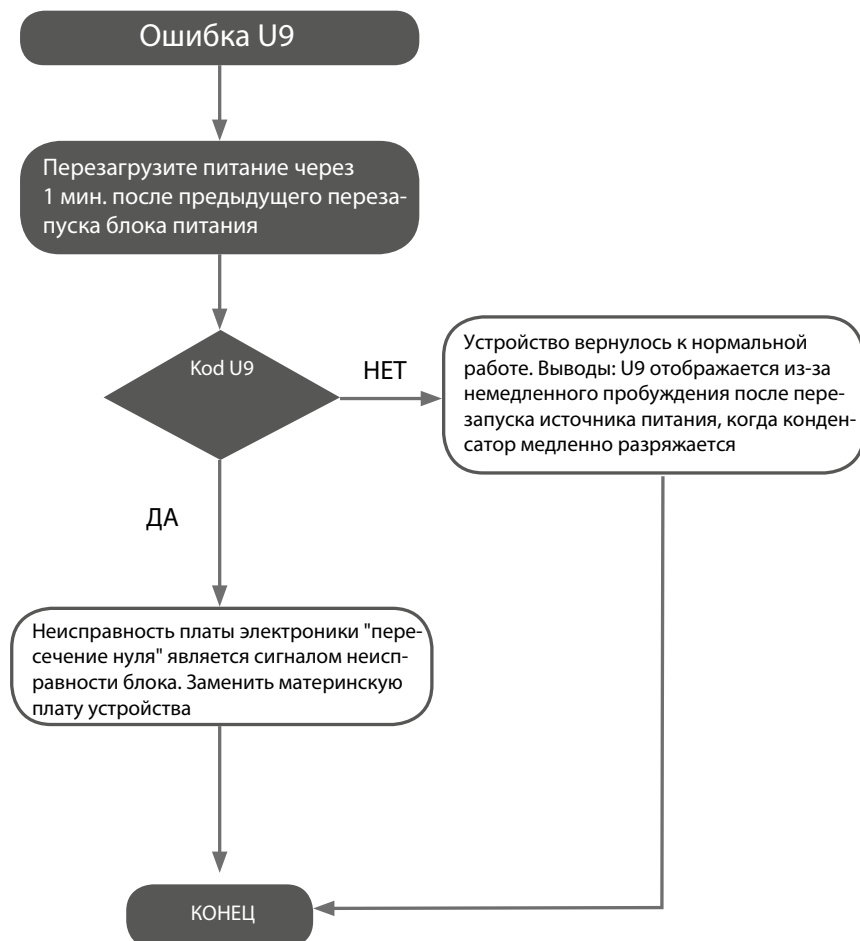 Ошибка U9
Перезагрузите питание через
1 мин. после предыдущего переза-
пуска блока питания
Kod U9
НЕТ
Устройство вернулось к нормальной
работе. Выводы: U9 отображается из-за
немедленного пробуждения после пере-
запуска источника питания, когда конден-
сатор медленно разряжается
ДА
Неисправность платы электроники "пере-
сечение нуля" является сигналом неисп-
равности блока. Заменить материнскую
плату устройства
КОНЕЦ